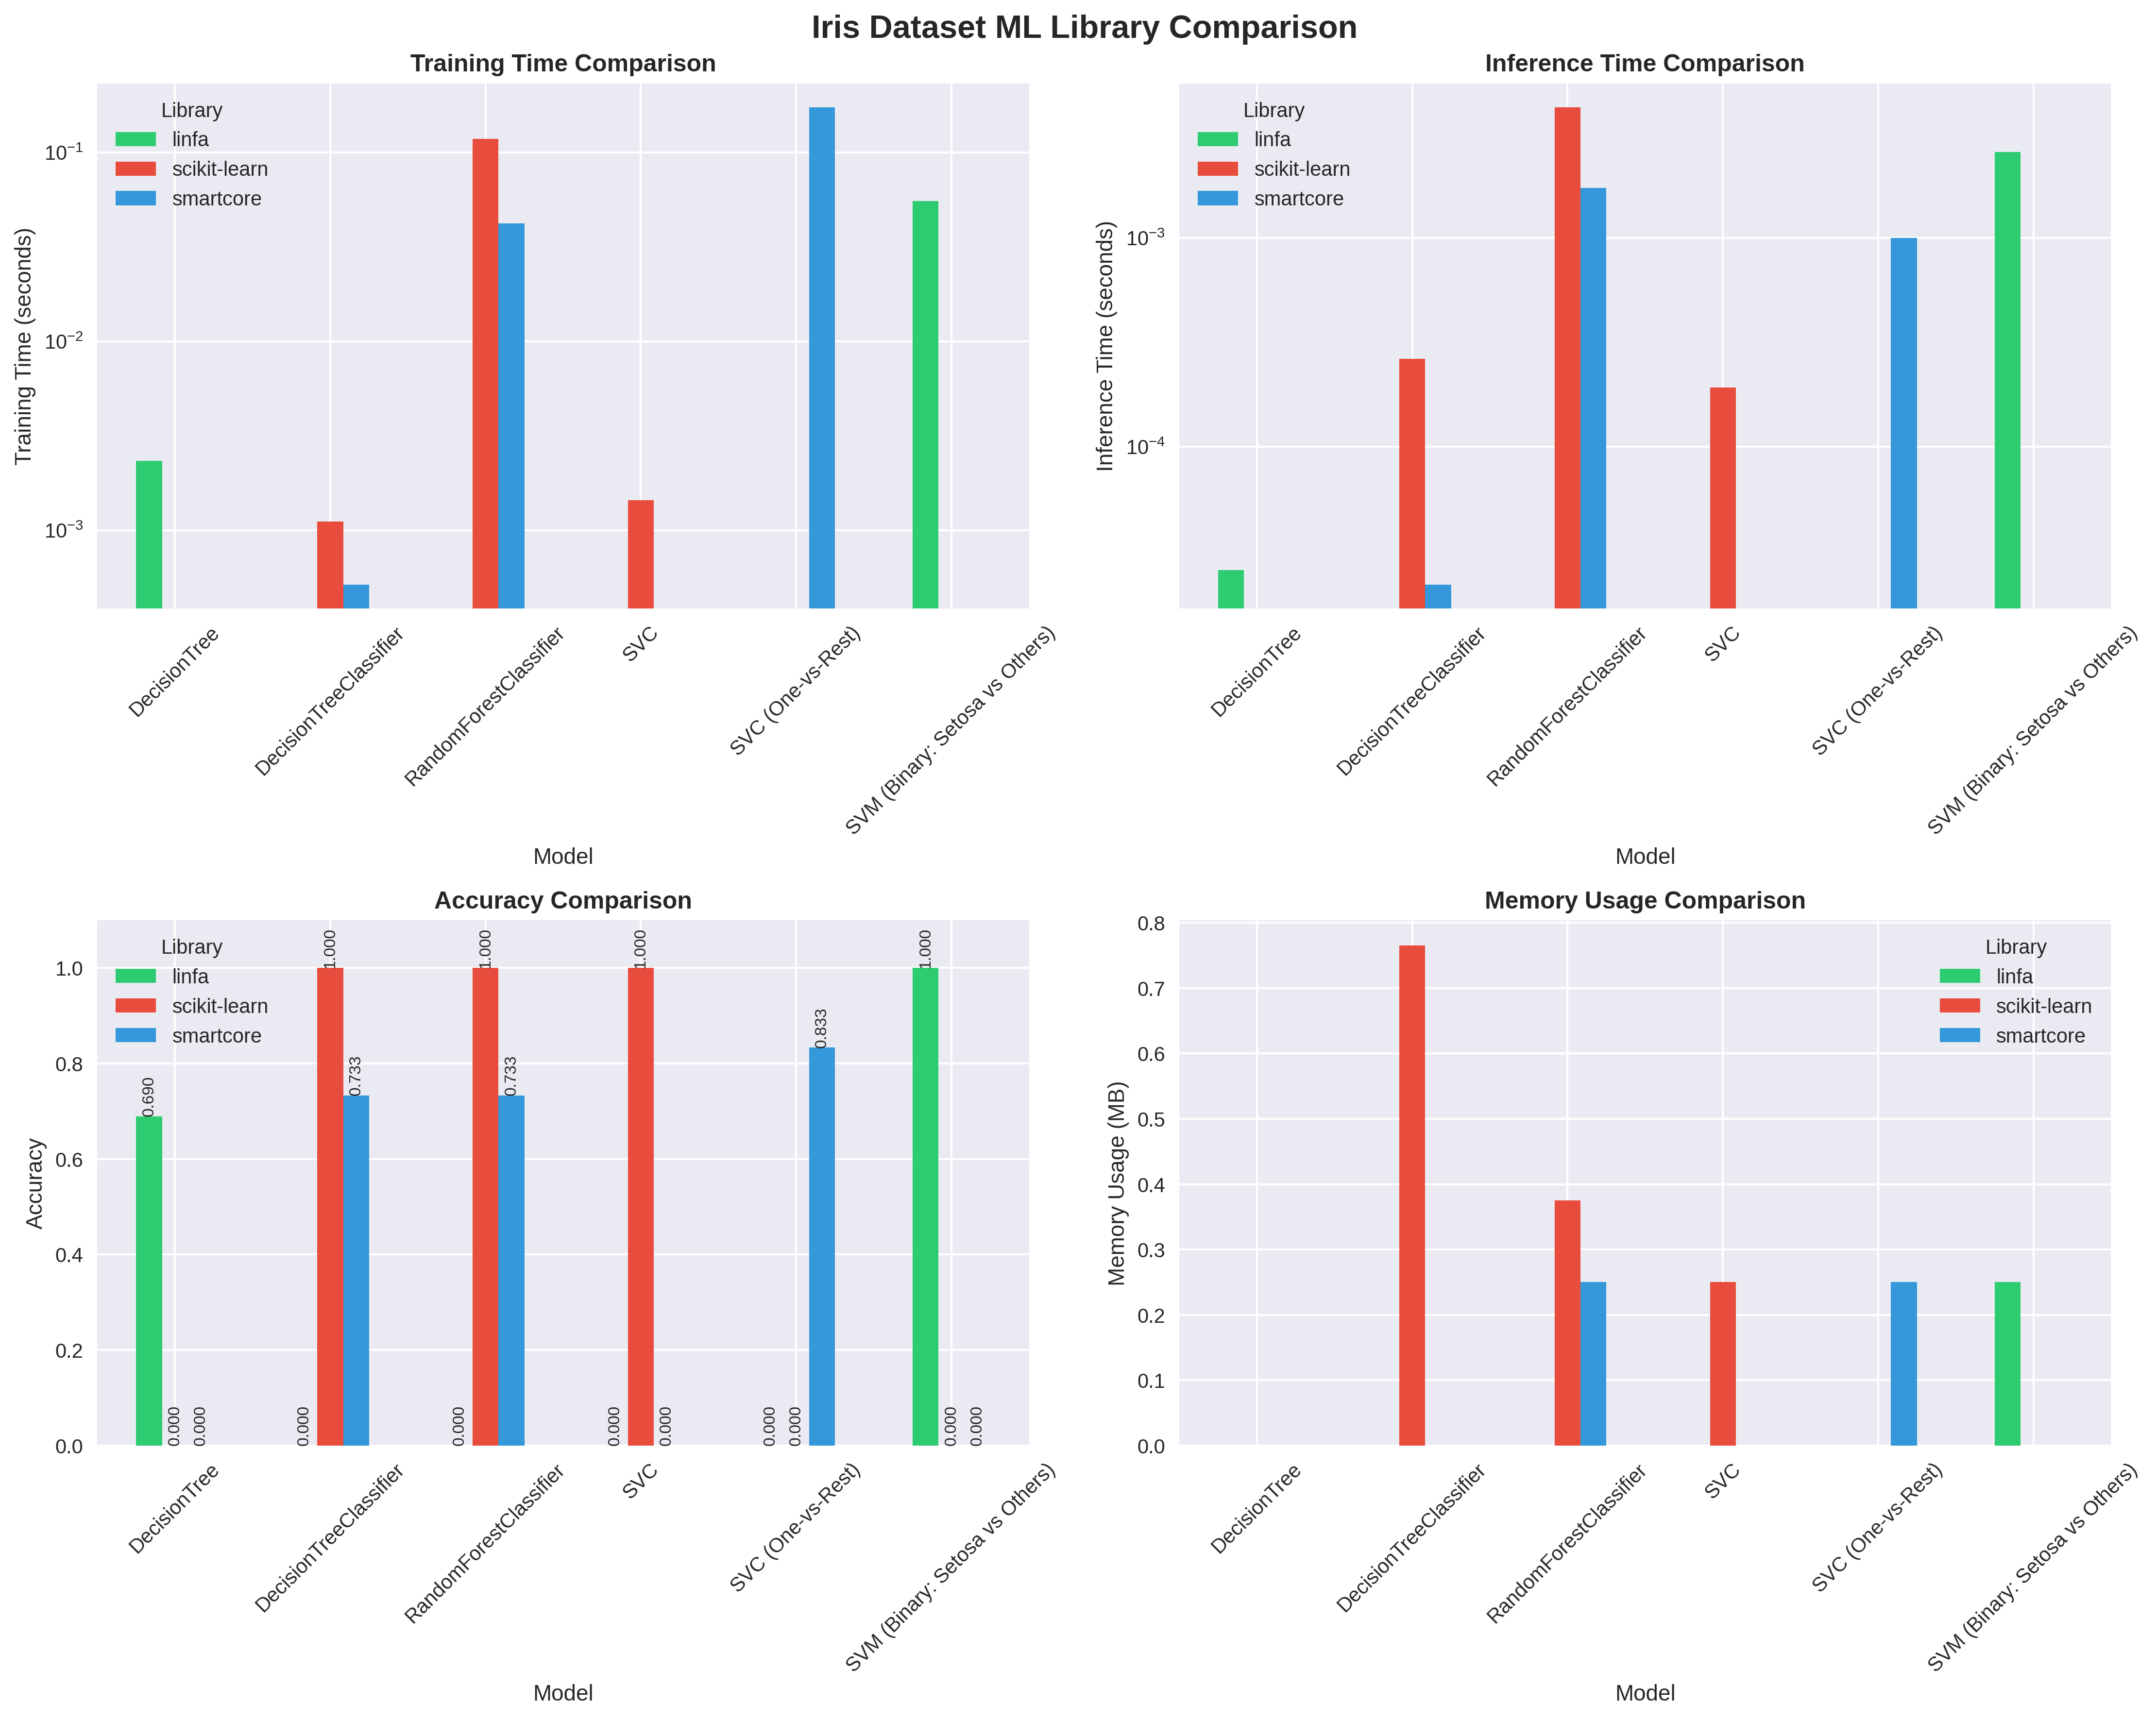 Iris Dataset ML Library Comparison
Training Time Comparison
Library
linfa
scikit-learn
smartcore
10⁻¹
10⁻²
10⁻³
Training Time (seconds)
DecisionTree
DecisionTreeClassifier
RandomForestClassifier
SVC
SVC (One-vs-Rest)
SVM (Binary: Setosa vs Others)
Model
Inference Time Comparison
Library
linfa
scikit-learn
smartcore
10⁻³
10⁻⁴
Inference Time (seconds)
DecisionTree
DecisionTreeClassifier
RandomForestClassifier
SVC
SVC (One-vs-Rest)
SVM (Binary: Setosa vs Others)
Model
Accuracy Comparison
Library
linfa
scikit-learn
smartcore
1.0
0.8
0.6
0.4
0.2
0.0
Accuracy
0.690
0.000
0.000
0.000
1.000
0.733
0.000
1.000
0.733
0.000
1.000
0.000
0.000
0.000
0.833
1.000
0.000
0.000
DecisionTree
DecisionTreeClassifier
RandomForestClassifier
SVC
SVC (One-vs-Rest)
SVM (Binary: Setosa vs Others)
Model
Memory Usage Comparison
Library
linfa
scikit-learn
smartcore
0.8
0.7
0.6
0.5
0.4
0.3
0.2
0.1
0.0
Memory Usage (MB)
DecisionTree
DecisionTreeClassifier
RandomForestClassifier
SVC
SVC (One-vs-Rest)
SVM (Binary: Setosa vs Others)
Model